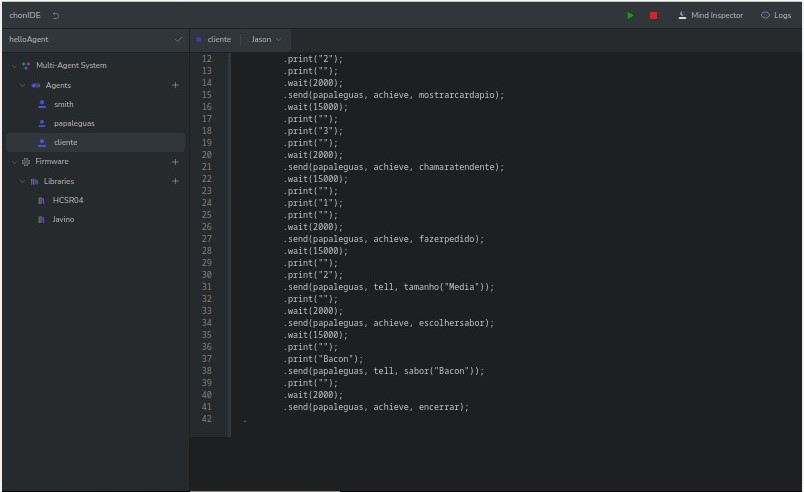 chonIDE
Mind Inspector
Logs
helloAgent
cliente
Jason
Multi-Agent System
Agents
smith
papaleguas
cliente
Firmware
Libraries
HCSR04
Javino
12 .print("2");
13 .print("");
14 .wait(2000);
15 .send(papaleguas, achieve, mostrarcardapio);
16 .wait(15000);
17 .print("");
18 .print("3");
19 .print("");
20 .wait(2000);
21 .send(papaleguas, achieve, chamaratendente);
22 .wait(15000);
23 .print("");
24 .print("1");
25 .print("");
26 .wait(2000);
27 .send(papaleguas, achieve, fazerpedido);
28 .wait(15000);
29 .print("");
30 .print("2");
31 .send(papaleguas, tell, tamanho("Media"));
32 .print("");
33 .wait(2000);
34 .send(papaleguas, achieve, escolhersabor);
35 .wait(15000);
36 .print("");
37 .print("Bacon");
38 .send(papaleguas, tell, sabor("Bacon"));
39 .print("");
40 .wait(2000);
41 .send(papaleguas, achieve, encerrar);
42 .